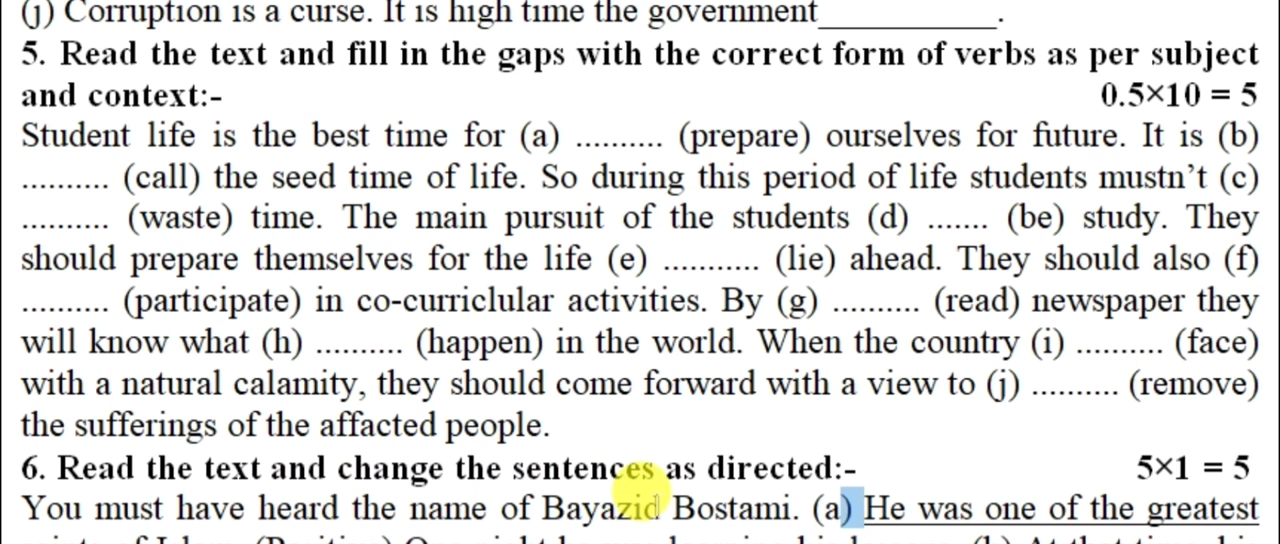 (j) Corruption is a curse. It is high time the government__________.
5. Read the text and fill in the gaps with the correct form of verbs as per subject
and context:- 0.5×10 = 5
Student life is the best time for (a) .......... (prepare) ourselves for future. It is (b)
.......... (call) the seed time of life. So during this period of life students mustn’t (c)
.......... (waste) time. The main pursuit of the students (d) ....... (be) study. They
should prepare themselves for the life (e) ........... (lie) ahead. They should also (f)
.......... (participate) in co-curriclular activities. By (g) .......... (read) newspaper they
will know what (h) .......... (happen) in the world. When the country (i) .......... (face)
with a natural calamity, they should come forward with a view to (j) .......... (remove)
the sufferings of the affacted people.
6. Read the text and change the sentences as directed:- 5×1 = 5
You must have heard the name of Bayazid Bostami. (a) He was one of the greatest